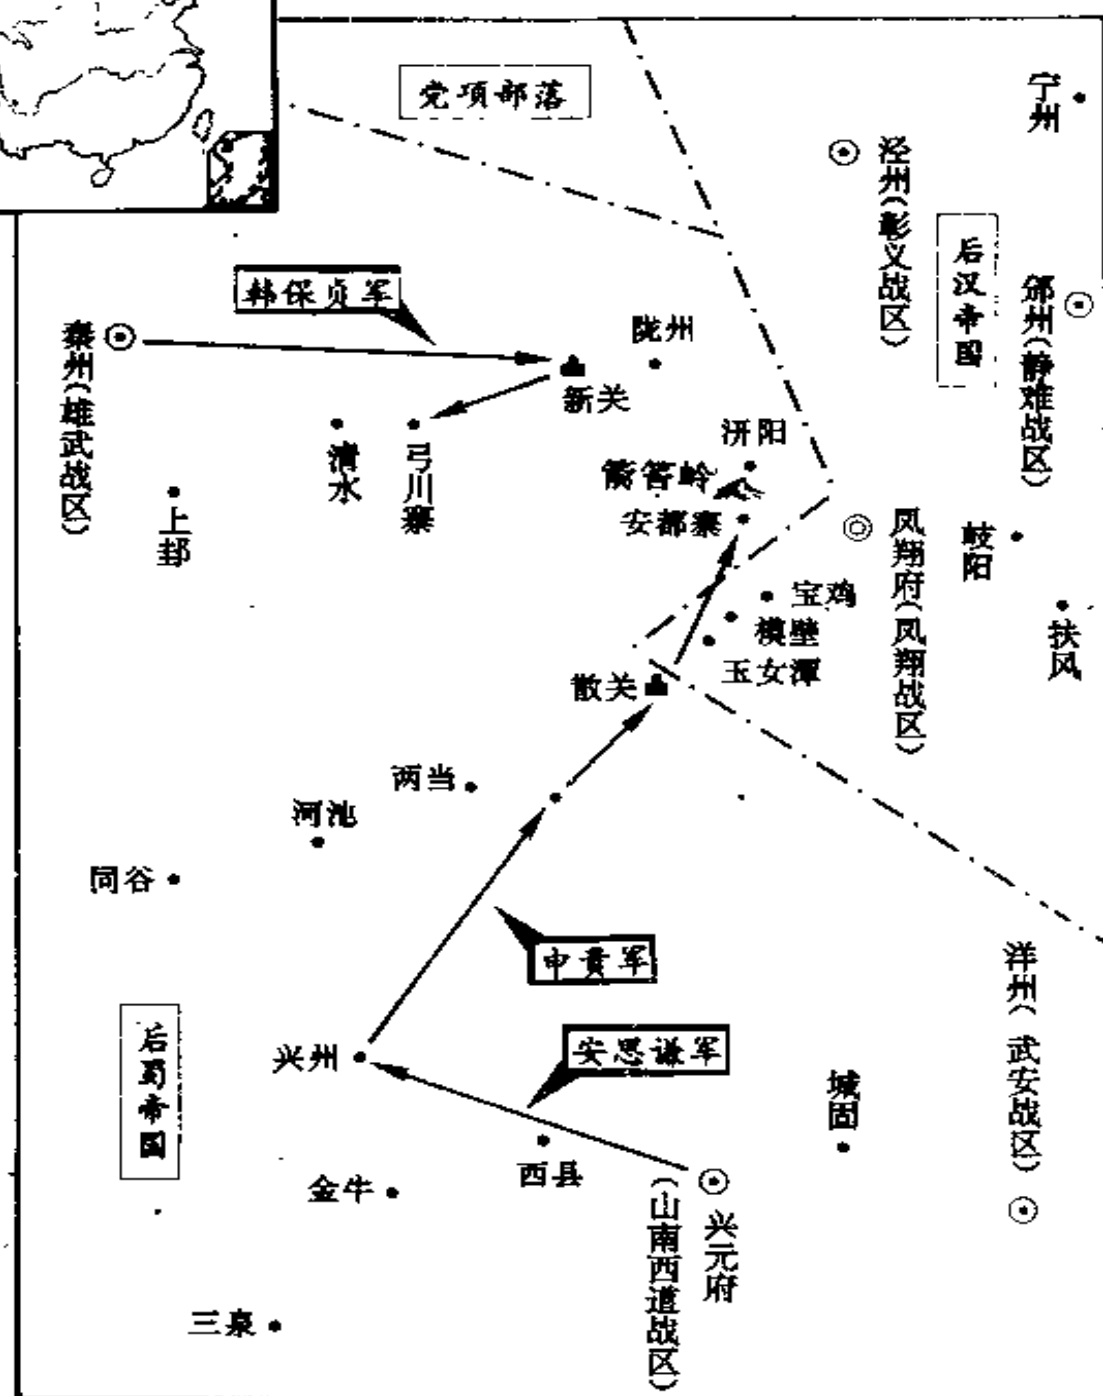 党项部落
宁州
泾州(彰义战区)
后汉帝国
邠州(静难战区)
韩保贞军
秦州(雄武战区)
陇州
新关
汧阳
清水
弓川寨
箭筈岭
安都寨
上邽
凤翔府(凤翔战区)
岐阳
宝鸡
模壁
扶风
玉女潭
散关
两当
河池
同谷
申贵军
洋州(武安战区)
后蜀帝国
兴州
安思谦军
城固
西县
金牛
兴元府
(山南西道战区)
三泉